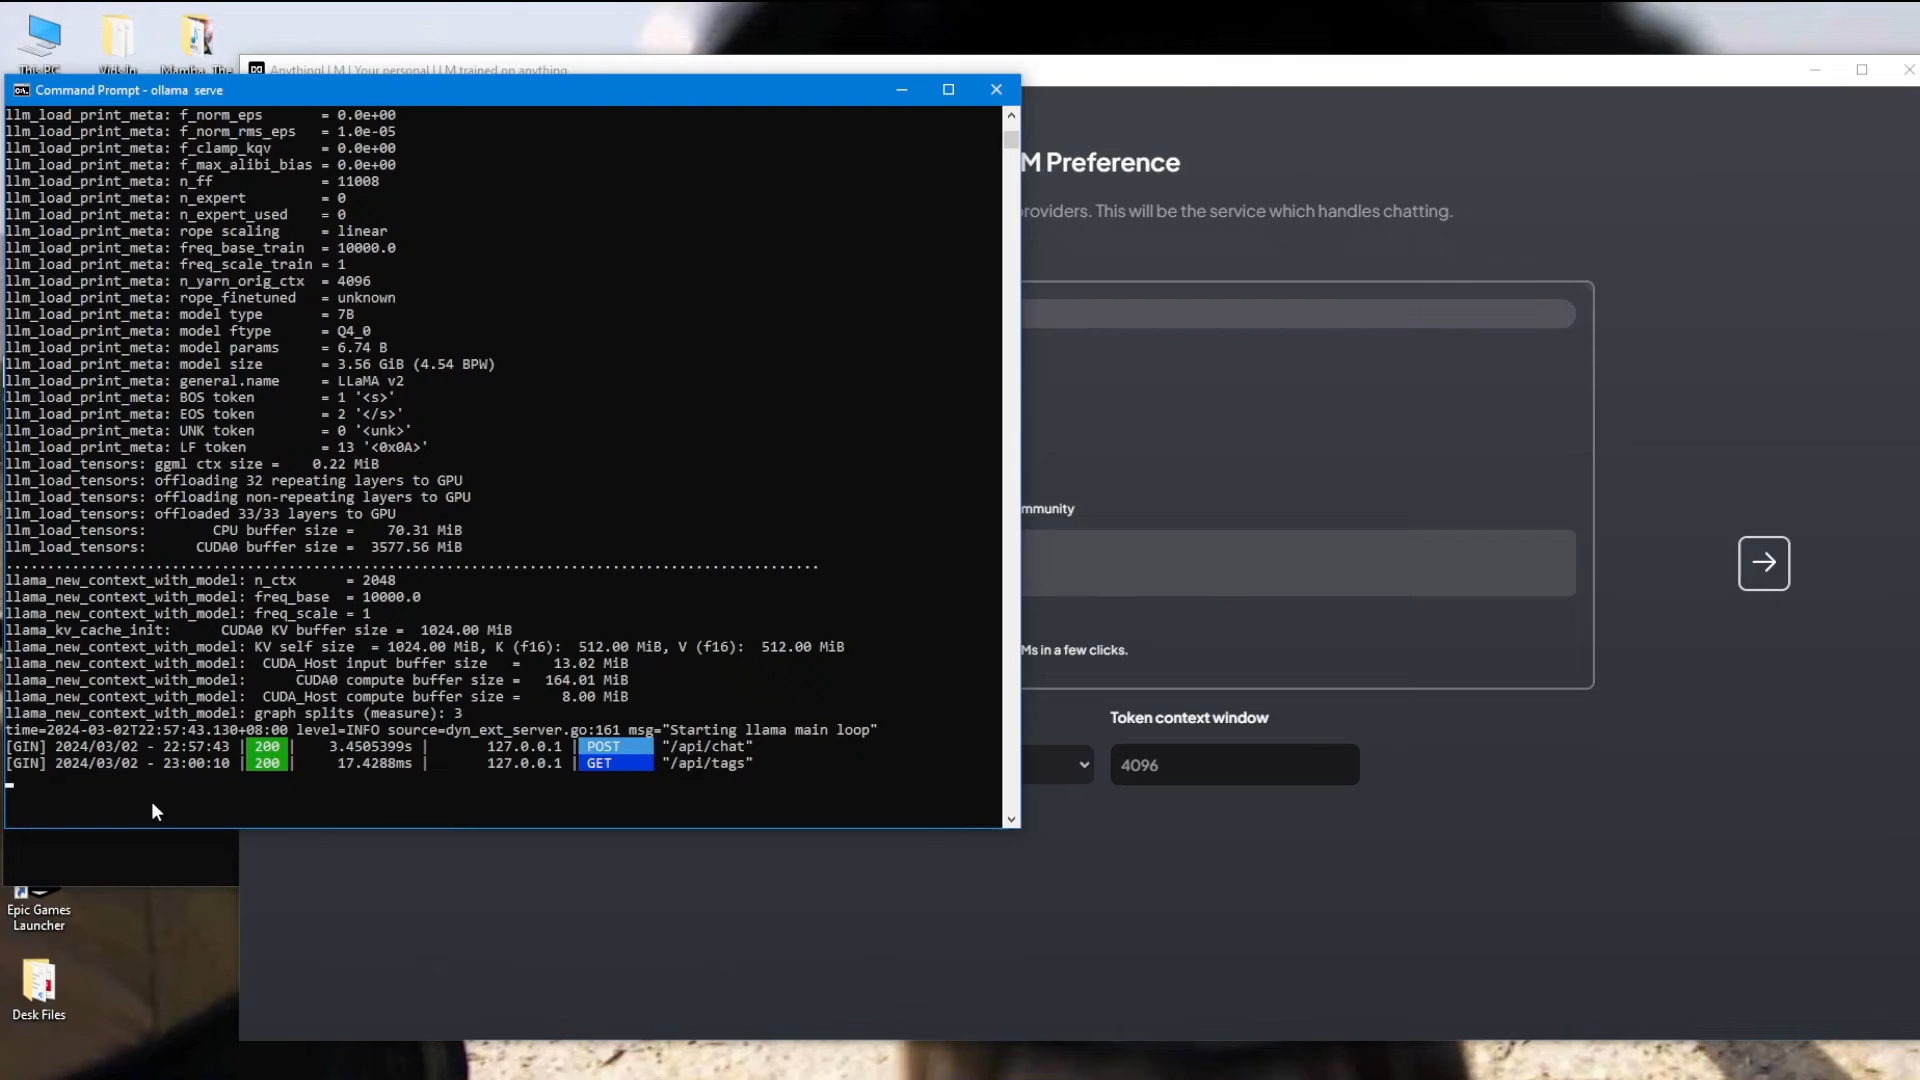 This PC
Vids In
Mamba_The
AnythingLLM | Your personal LLM trained on anything
Command Prompt - ollama  serve
llm_load_print_meta: f_norm_eps       = 0.0e+00
llm_load_print_meta: f_norm_rms_eps   = 1.0e-05
llm_load_print_meta: f_clamp_kqv      = 0.0e+00
llm_load_print_meta: f_max_alibi_bias = 0.0e+00
llm_load_print_meta: n_ff             = 11008
llm_load_print_meta: n_expert         = 0
llm_load_print_meta: n_expert_used    = 0
llm_load_print_meta: rope scaling     = linear
llm_load_print_meta: freq_base_train  = 10000.0
llm_load_print_meta: freq_scale_train = 1
llm_load_print_meta: n_yarn_orig_ctx  = 4096
llm_load_print_meta: rope_finetuned   = unknown
llm_load_print_meta: model type       = 7B
llm_load_print_meta: model ftype      = Q4_0
llm_load_print_meta: model params     = 6.74 B
llm_load_print_meta: model size       = 3.56 GiB (4.54 BPW)
llm_load_print_meta: general.name     = LLaMA v2
llm_load_print_meta: BOS token        = 1 '<s>'
llm_load_print_meta: EOS token        = 2 '</s>'
llm_load_print_meta: UNK token        = 0 '<unk>'
llm_load_print_meta: LF token         = 13 '<0x0A>'
llm_load_tensors: ggml ctx size =    0.22 MiB
llm_load_tensors: offloading 32 repeating layers to GPU
llm_load_tensors: offloading non-repeating layers to GPU
llm_load_tensors: offloaded 33/33 layers to GPU
llm_load_tensors:        CPU buffer size =    70.31 MiB
llm_load_tensors:      CUDA0 buffer size =  3577.56 MiB
..................................................................................................
llama_new_context_with_model: n_ctx      = 2048
llama_new_context_with_model: freq_base  = 10000.0
llama_new_context_with_model: freq_scale = 1
llama_kv_cache_init:      CUDA0 KV buffer size =  1024.00 MiB
llama_new_context_with_model: KV self size  = 1024.00 MiB, K (f16):  512.00 MiB, V (f16):  512.00 MiB
llama_new_context_with_model:  CUDA_Host input buffer size   =    13.02 MiB
llama_new_context_with_model:      CUDA0 compute buffer size =   164.01 MiB
llama_new_context_with_model:  CUDA_Host compute buffer size =     8.00 MiB
llama_new_context_with_model: graph splits (measure): 3
time=2024-03-02T22:57:43.130+08:00 level=INFO source=dyn_ext_server.go:161 msg="Starting llama main loop"
[GIN] 2024/03/02 - 22:57:43 | 200 |    3.4505399s |       127.0.0.1 | POST     "/api/chat"
[GIN] 2024/03/02 - 23:00:10 | 200 |     17.4288ms |       127.0.0.1 | GET      "/api/tags"
M Preference
roviders. This will be the service which handles chatting.
mmunity
Ms in a few clicks.
Token context window
4096
Epic Games
Launcher
Desk Files